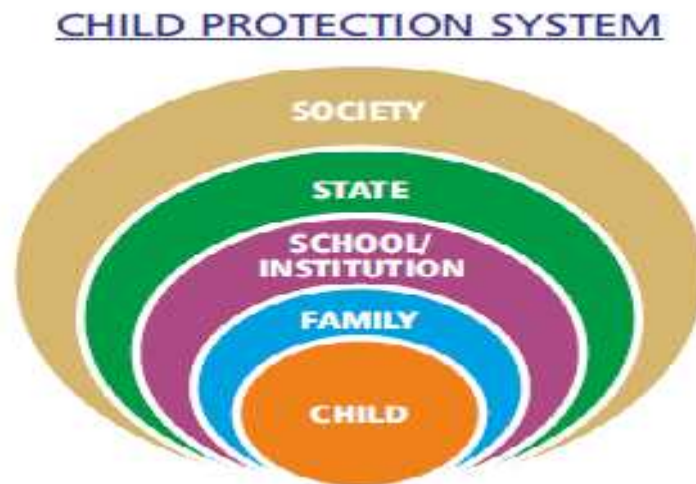 CHILD PROTECTION SYSTEM
SOCIETY
STATE
SCHOOL/
INSTITUTION
FAMILY
CHILD